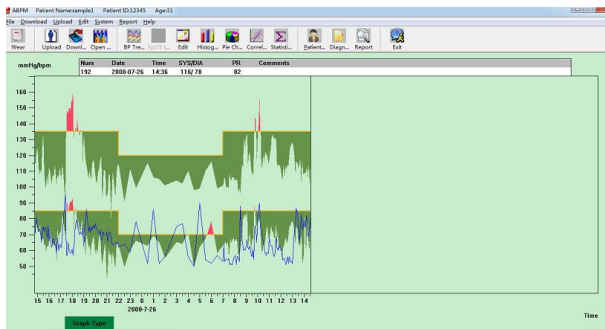 ABPM Patient Name:sample1 Patient ID:12345 Age:31
File Download Upload Edit System Report Help
Wear Upload Downl... Open ... BP Tre... SpO2 t... Edit Histog... Pie Ch... Correl... Statisti... Patient... Diagn... Report Exit
mmHg/bpm
Num Date Time SYS/DIA PR Comments
192 2008-07-26 14:36 116/ 78 82
160
150
140
130
120
110
100
90
80
70
60
50
15 16 17 18 19 20 21 22 23 0 1 2 3 4 5 6 7 8 9 10 11 12 13 14
2008-7-26
Time
Graph Type